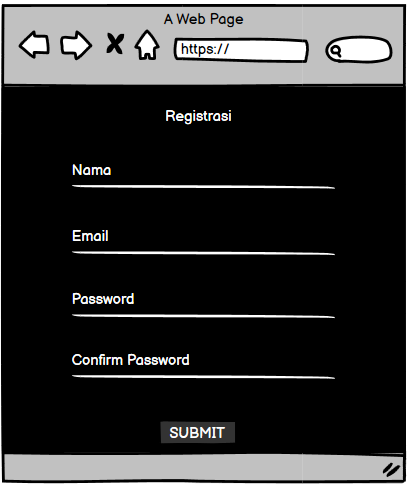 A Web Page
https://
Registrasi
Nama
Email
Password
Confirm Password
SUBMIT